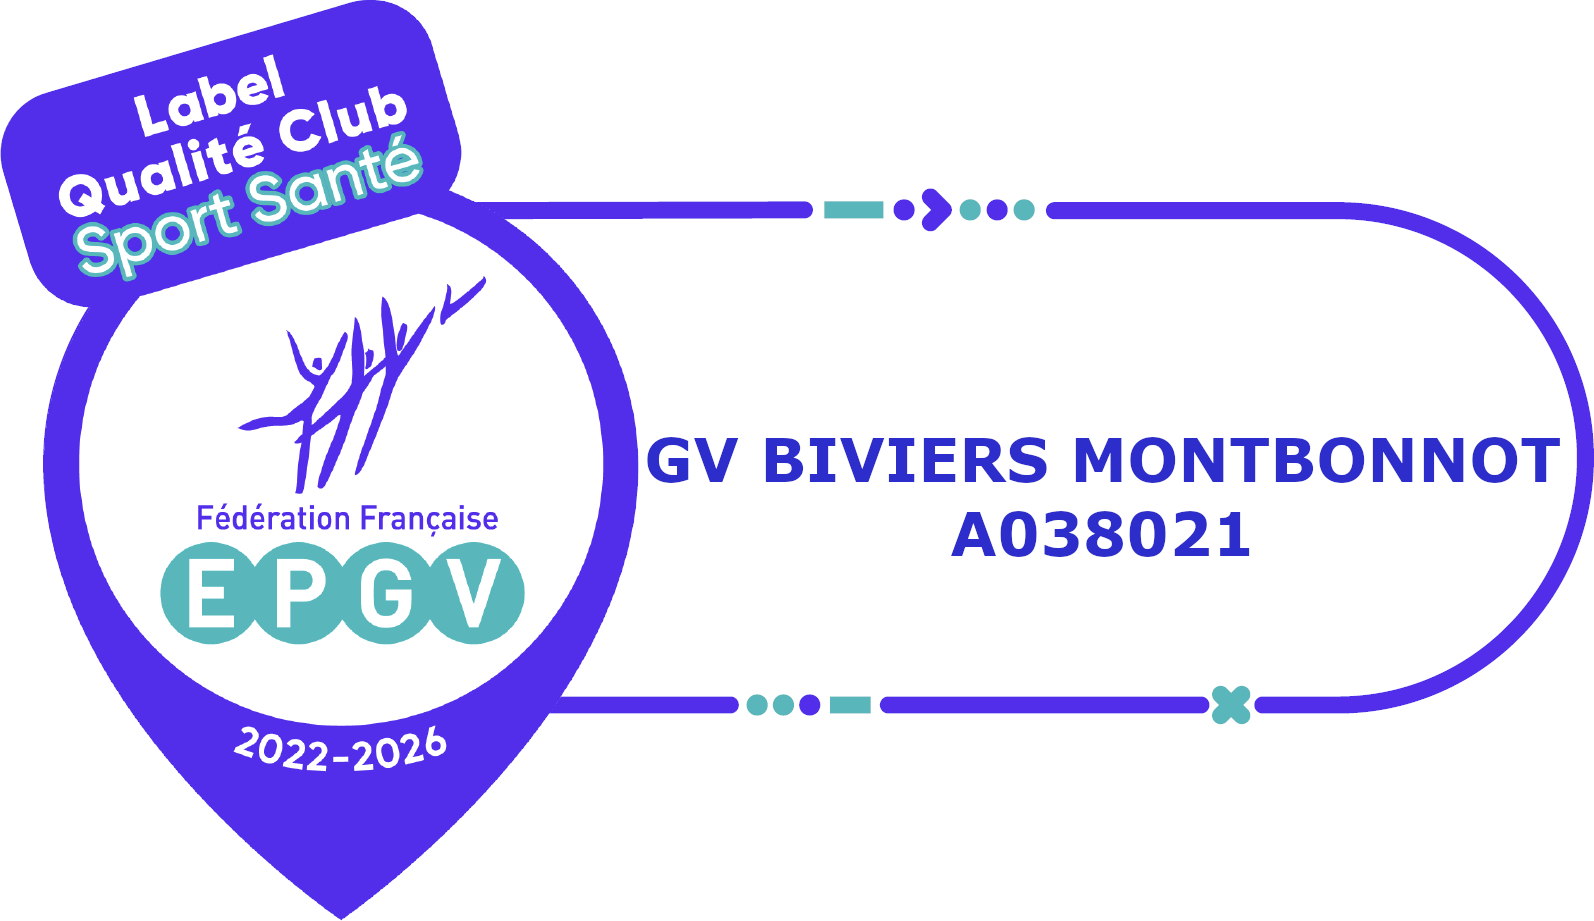 Label
Qualité Club
Sport Santé
Fédération Française
EPGV
2022-2026
GV BIVIERS MONTBONNOT
A038021